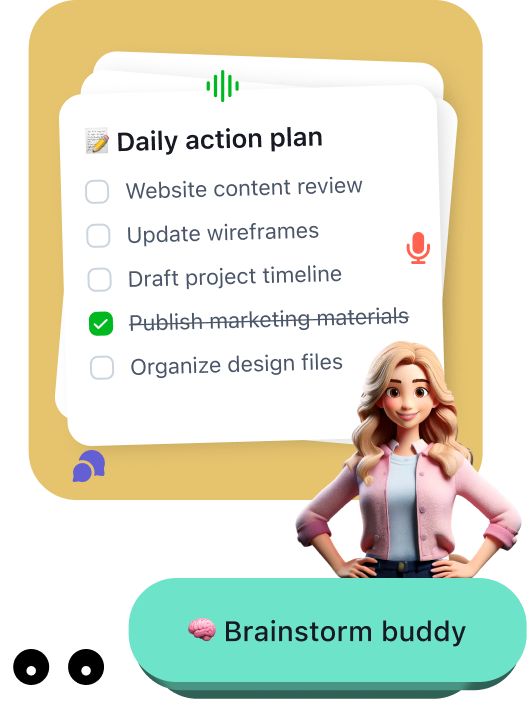 Daily action plan
Website content review
Update wireframes
Draft project timeline
Publish marketing materials
Organize design files
Brainstorm buddy